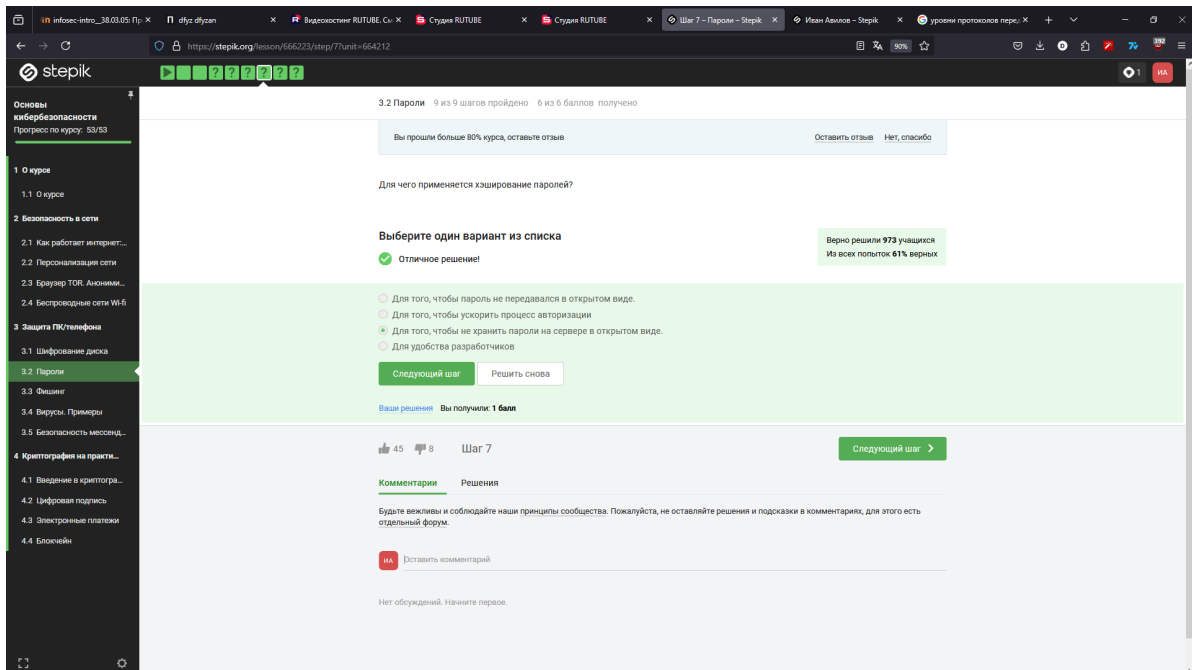 infosec-intro__38.03.05: Пр
dfyz dfyzan
Видеохостинг RUTUBE. См
Студия RUTUBE
Студия RUTUBE
Шаг 7 – Пароли – Stepik
Иван Авилов – Stepik
уровни протоколов перед
https://stepik.org/lesson/666223/step/7?unit=664212
90%
192
stepik
1
ИА
Основы
кибербезопасности
Прогресс по курсу: 53/53
1 О курсе
1.1 О курсе
2 Безопасность в сети
2.1 Как работает интернет:...
2.2 Персонализация сети
2.3 Браузер TOR. Аноними...
2.4 Беспроводные сети Wi-fi
3 Защита ПК/телефона
3.1 Шифрование диска
3.2 Пароли
3.3 Фишинг
3.4 Вирусы. Примеры
3.5 Безопасность мессенд...
4 Криптография на практи...
4.1 Введение в криптогра...
4.2 Цифровая подпись
4.3 Электронные платежи
4.4 Блокчейн
3.2 Пароли 9 из 9 шагов пройдено 6 из 6 баллов получено
Вы прошли больше 80% курса, оставьте отзыв
Оставить отзыв Нет, спасибо
Для чего применяется хэширование паролей?
Выберите один вариант из списка
Отличное решение!
Верно решили 973 учащихся
Из всех попыток 61% верных
Для того, чтобы пароль не передавался в открытом виде.
Для того, чтобы ускорить процесс авторизации
Для того, чтобы не хранить пароли на сервере в открытом виде.
Для удобства разработчиков
Следующий шаг Решить снова
Ваши решения Вы получили: 1 балл
45 8 Шаг 7
Следующий шаг
Комментарии Решения
Будьте вежливы и соблюдайте наши принципы сообщества. Пожалуйста, не оставляйте решения и подсказки в комментариях, для этого есть
отдельный форум.
ИА
Оставить комментарий
Нет обсуждений. Начните первое.